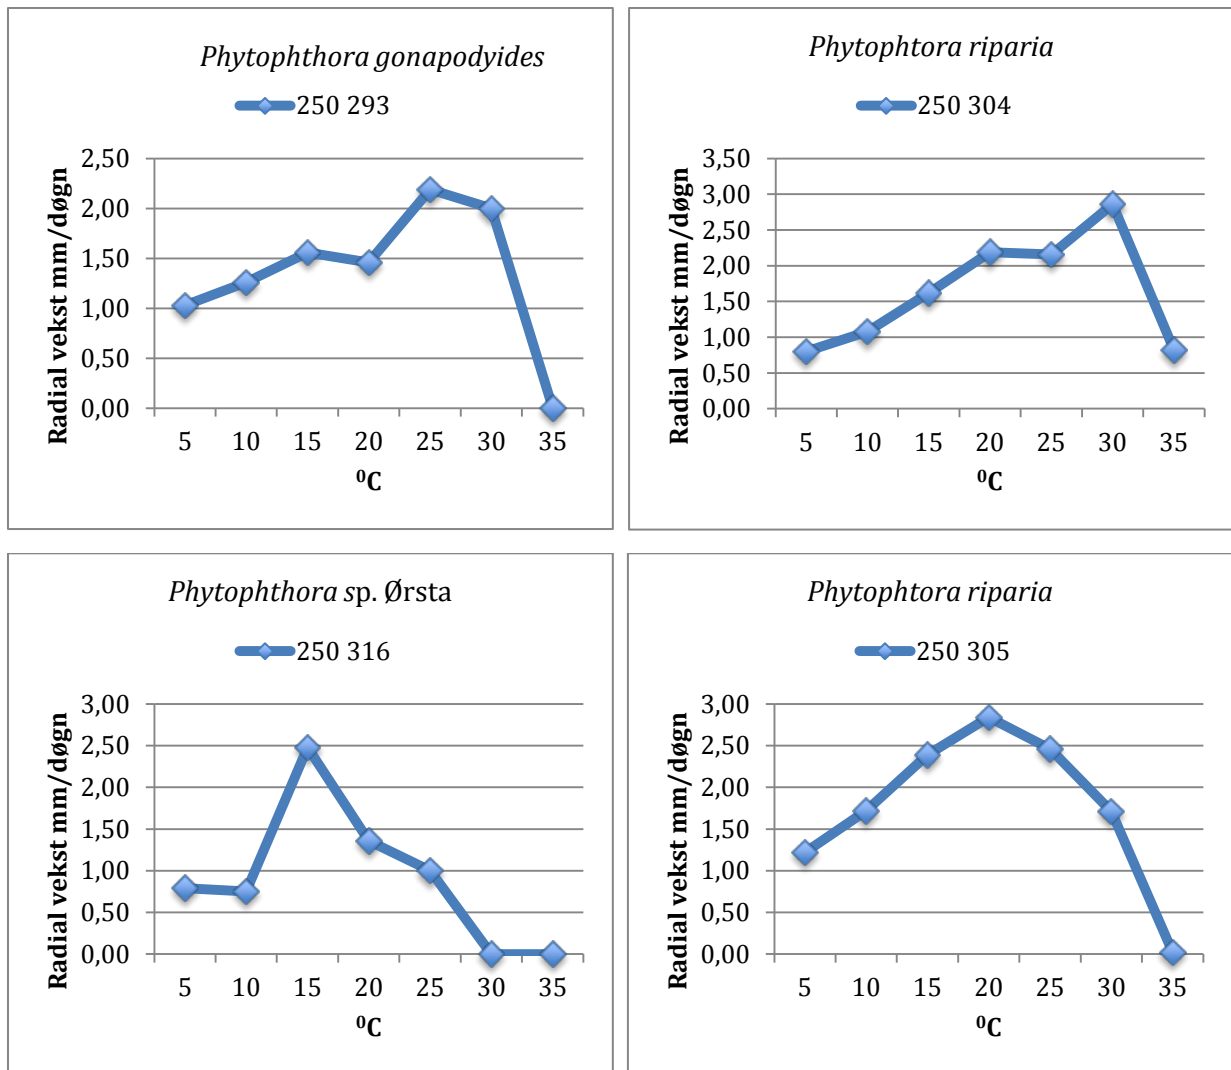 Phytophthora gonapodyides
250 293
Radial vekst mm/døgn
2,50
2,00
1,50
1,00
0,50
0,00
5 10 15 20 25 30 35
⁰C
Phytophtora riparia
250 304
Radial vekst mm/døgn
3,50
3,00
2,50
2,00
1,50
1,00
0,50
0,00
5 10 15 20 25 30 35
⁰C
Phytophthora sp. Ørsta
250 316
Radial vekst mm/døgn
3,00
2,50
2,00
1,50
1,00
0,50
0,00
5 10 15 20 25 30 35
⁰C
Phytophtora riparia
250 305
Radial vekst mm/døgn
3,00
2,50
2,00
1,50
1,00
0,50
0,00
5 10 15 20 25 30 35
⁰C